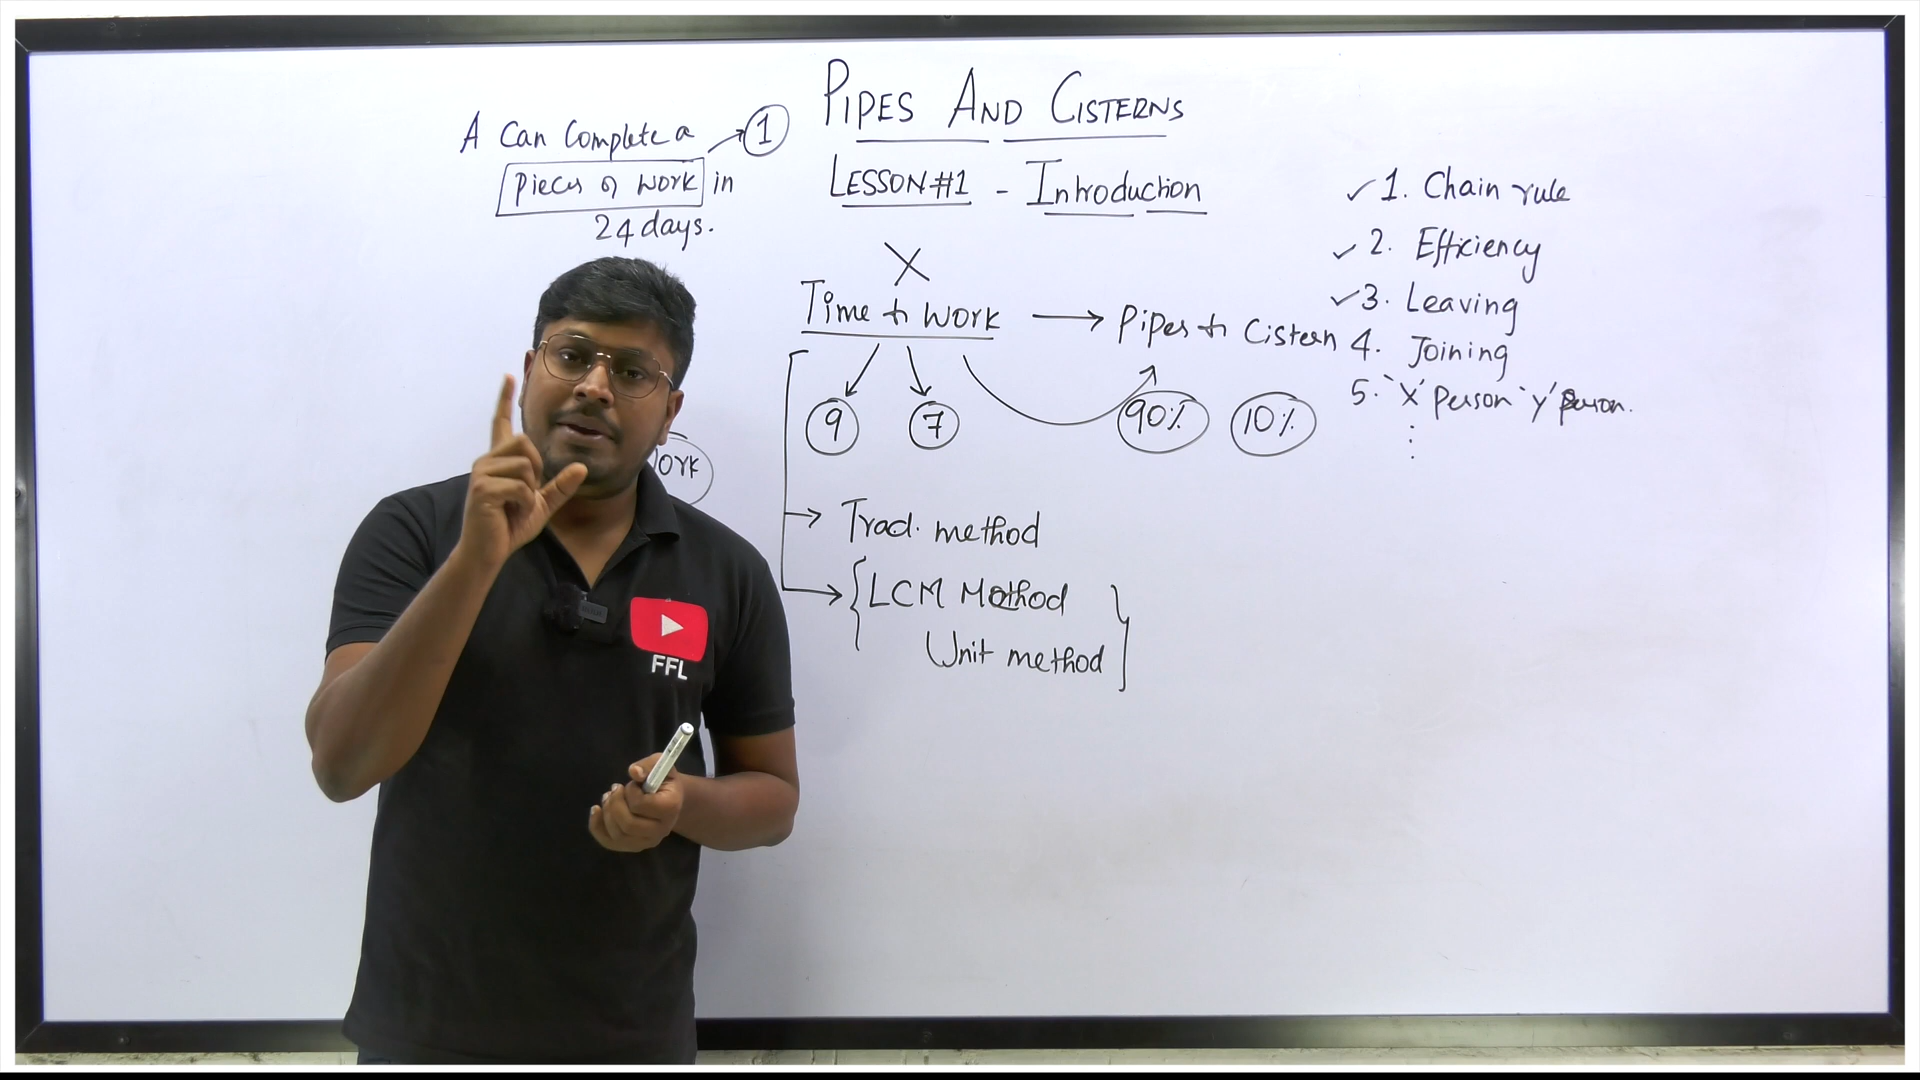 PIPES AND CISTERNS
LESSON #1 - Introduction
A Can Complete a → 1
pieces of work in
24 days.
X
Time & Work → Pipes & Cistern
9 7 90% 10%
ork
Trad. method
LCM Method
Unit method
✓ 1. Chain rule
✓ 2. Efficiency
✓ 3. Leaving
4. Joining
5. 'X' Person 'y' Person.
FFL